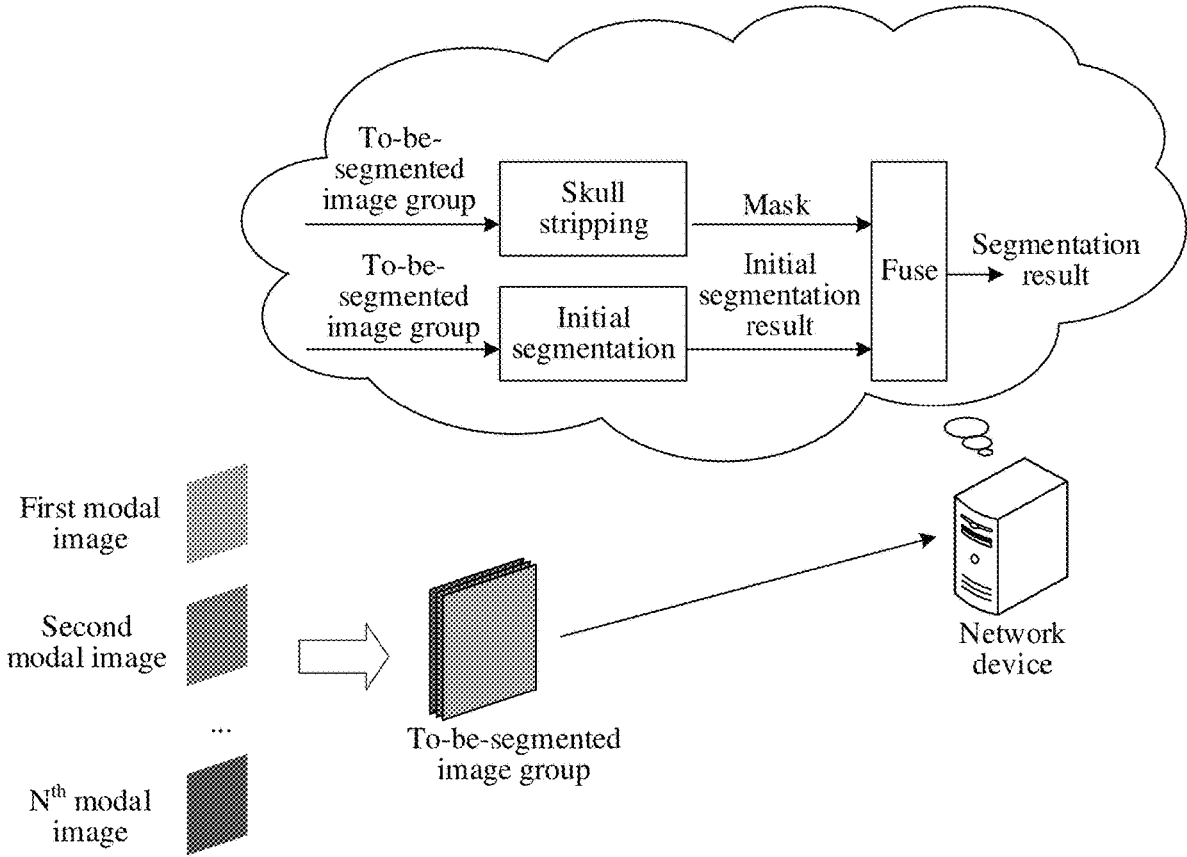 To-be-
segmented
image group
Skull
stripping
Mask
To-be-
segmented
image group
Initial
segmentation
Initial
segmentation
result
Fuse
Segmentation
result
First modal
image
Second
modal image
...
Nth modal
image
To-be-segmented
image group
Network
device